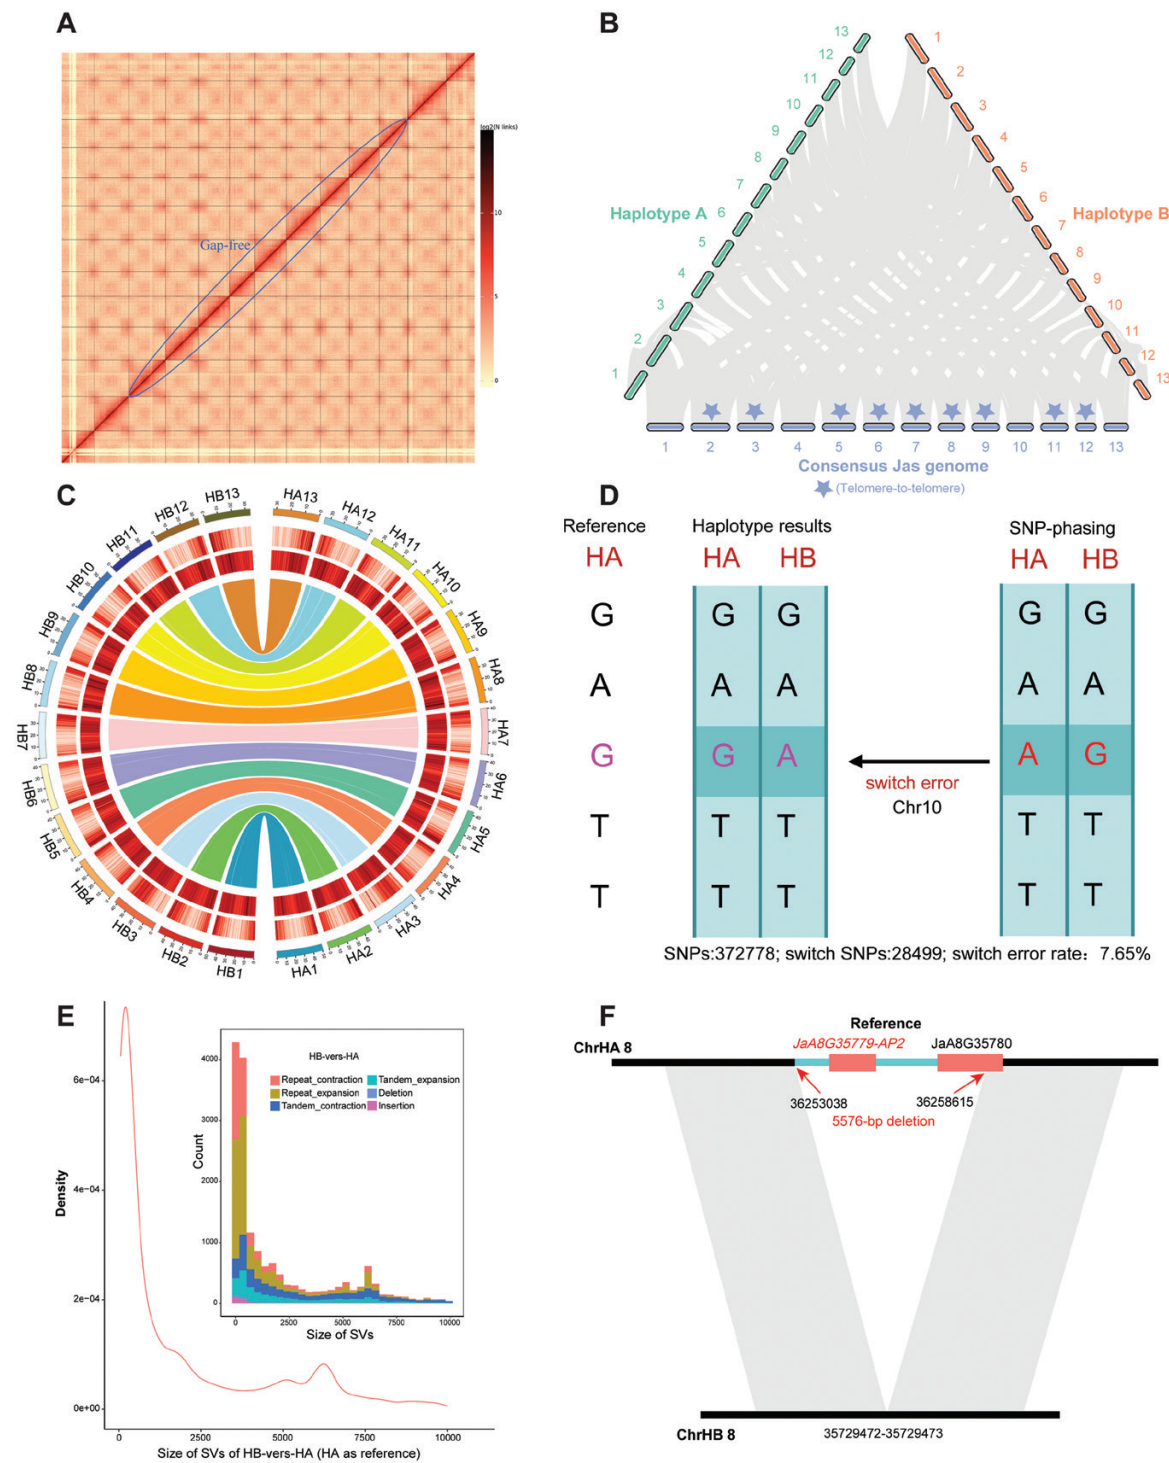 A
log2(N links)
10
5
0
Gap-free
B
13
12
11
10
9
8
7
6
5
4
3
2
1
Haplotype A
1
2
3
4
5
6
7
8
9
10
11
12
13
Haplotype B
1 2 3 4 5 6 7 8 9 10 11 12 13
Consensus Jas genome
(Telomere-to-telomere)
C
HA13
HA12
HA11
HA10
HA9
HA8
HA7
HA6
HA5
HA4
HA3
HA2
HA1
HB1
HB2
HB3
HB4
HB5
HB6
HB7
HB8
HB9
HB10
HB11
HB12
HB13
D
Reference Haplotype results SNP-phasing
HA HA HB HA HB
G G G G G
A A A A A
G G A A G
switch error
Chr10
T T T T T
T T T T T
SNPs:372778; switch SNPs:28499; switch error rate: 7.65%
E
Density
6e−04
4e−04
2e−04
0e+00
0 2500 5000 7500 10000
Size of SVs of HB-vers-HA (HA as reference)
HB-vers-HA
Repeat_contraction Tandem_expansion
Repeat_expansion Deletion
Tandem_contraction Insertion
Count
4000
3000
2000
1000
0
0 2500 5000 7500 10000
Size of SVs
F
Reference
JaA8G35779-AP2 JaA8G35780
ChrHA 8
36253038 36258615
5576-bp deletion
ChrHB 8
35729472-35729473